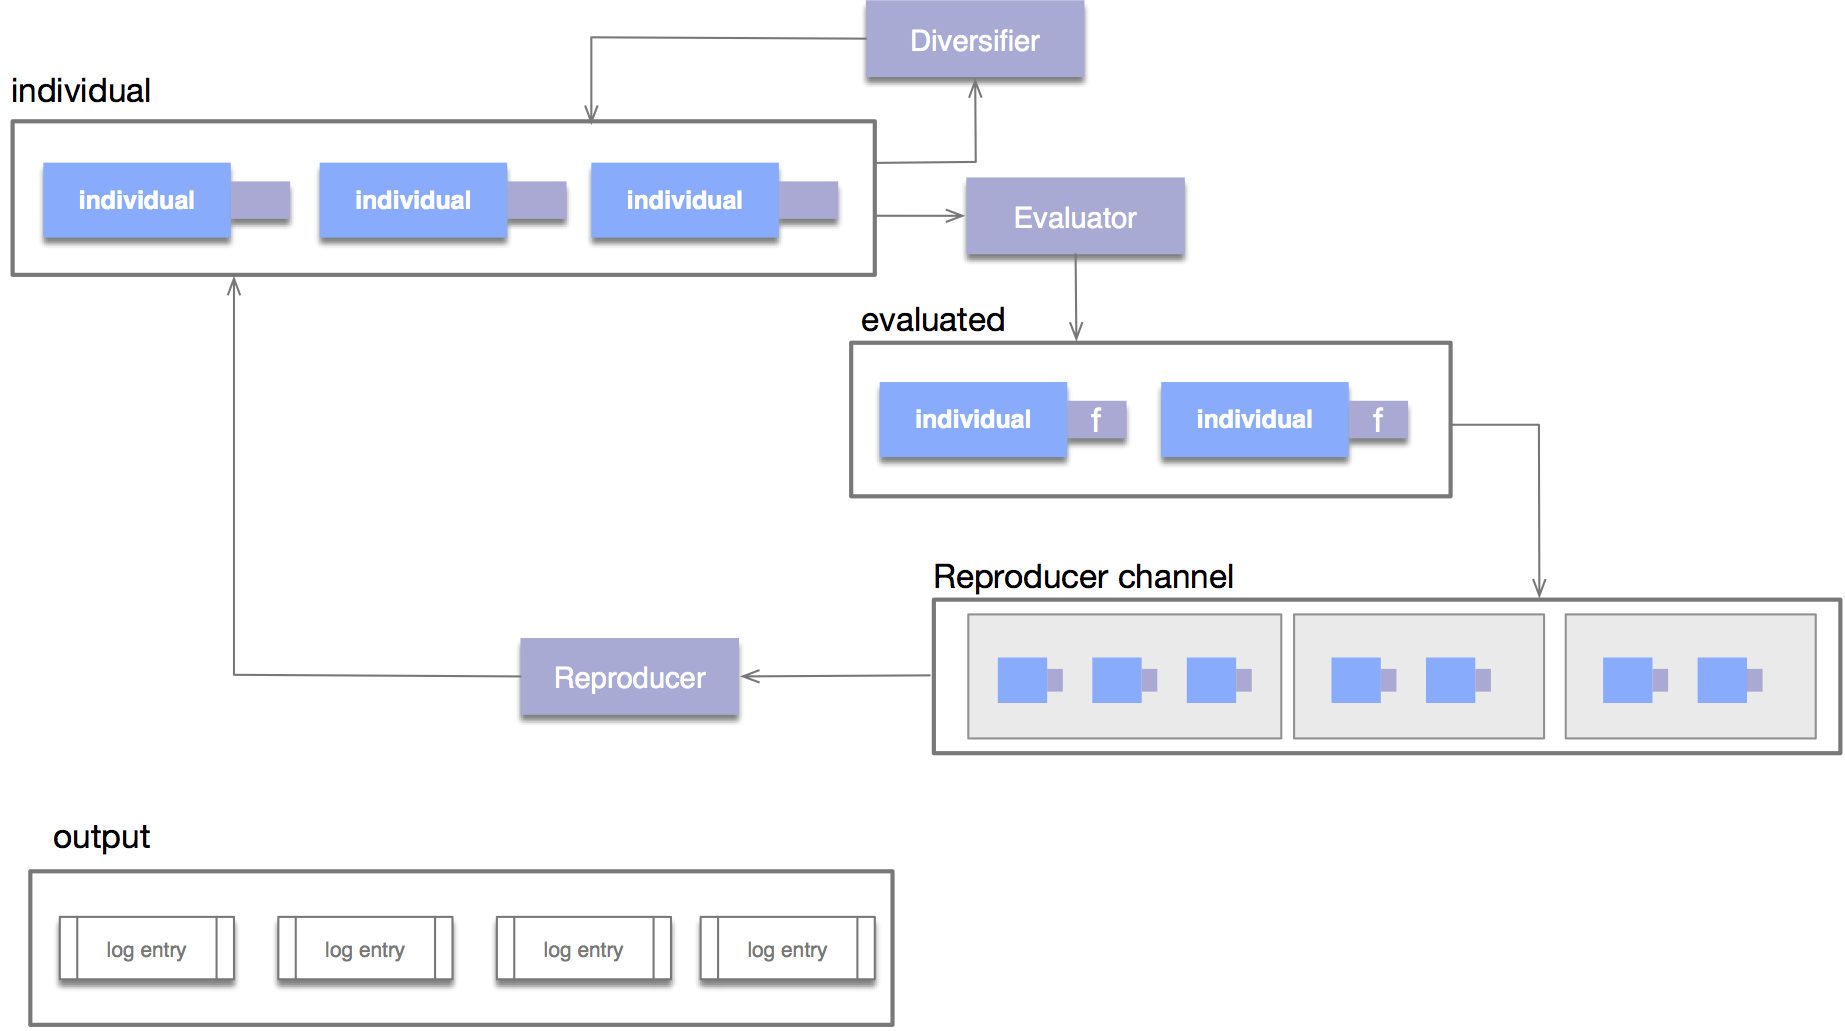 Diversifier
individual
individual
individual
individual
Evaluator
evaluated
individual
f
individual
f
Reproducer channel
Reproducer
output
log entry
log entry
log entry
log entry